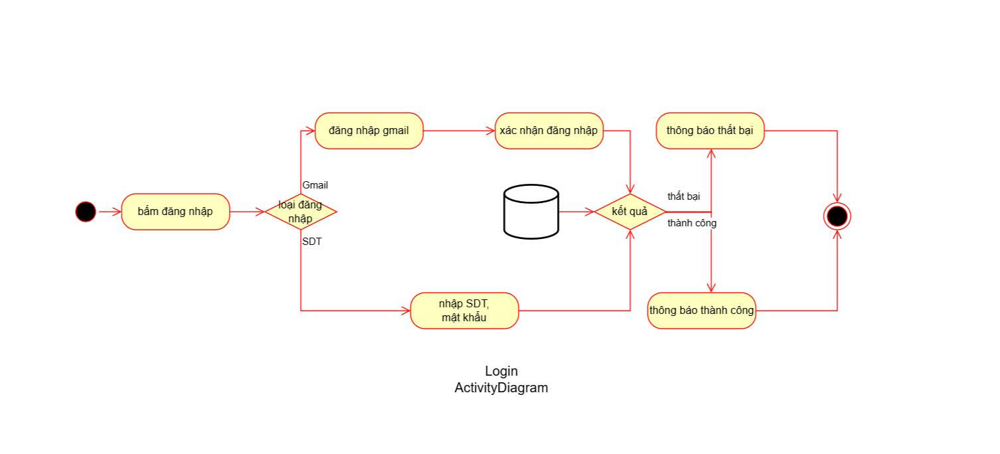 đăng nhập gmail
xác nhận đăng nhập
thông báo thất bại
Gmail
bấm đăng nhập
loại đăng
nhập
kết quả
thất bại
thành công
SDT
nhập SDT,
mật khẩu
thông báo thành công
Login
ActivityDiagram